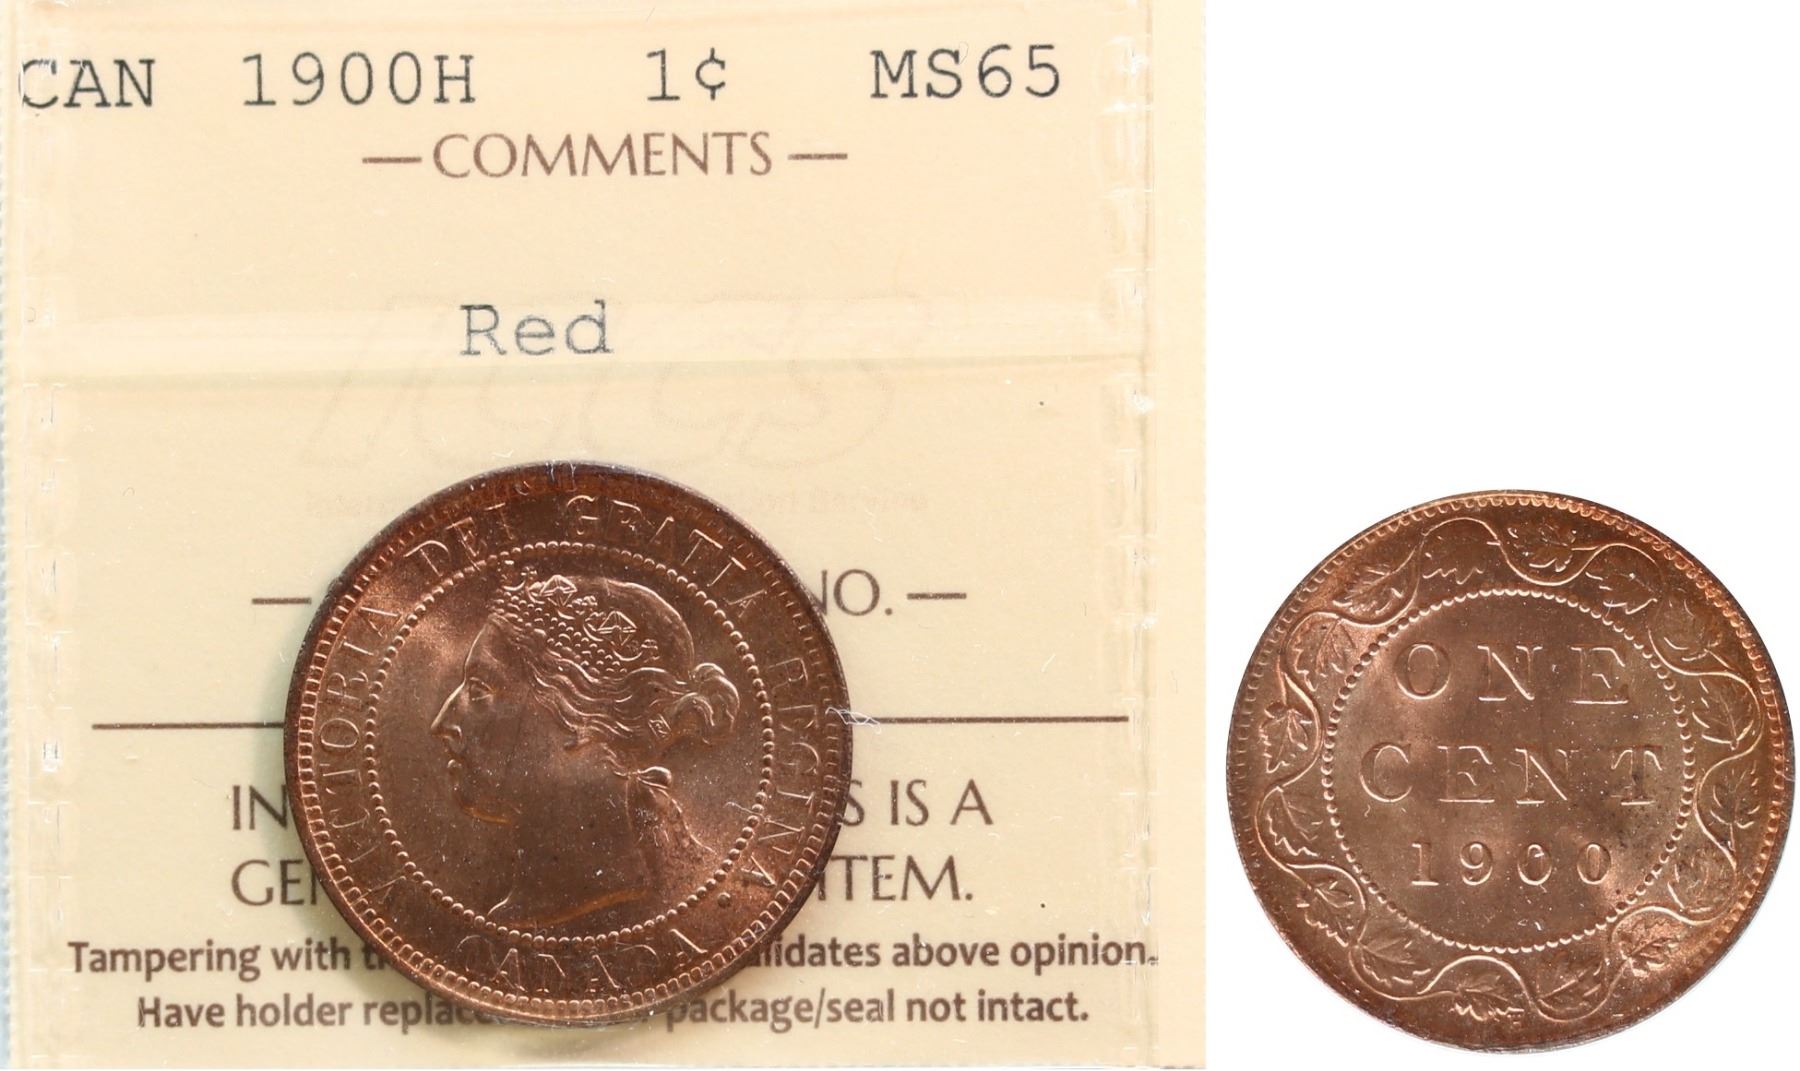 CAN 1900H 1¢ MS65
— COMMENTS —
Red
NO. —
VICTORIA DEI GRATIA REGINA.
CANADA
IN S IS A
GE ITEM.
Tampering with t lidates above opinion.
Have holder repla package/seal not intact.
ONE
CENT
1900
H